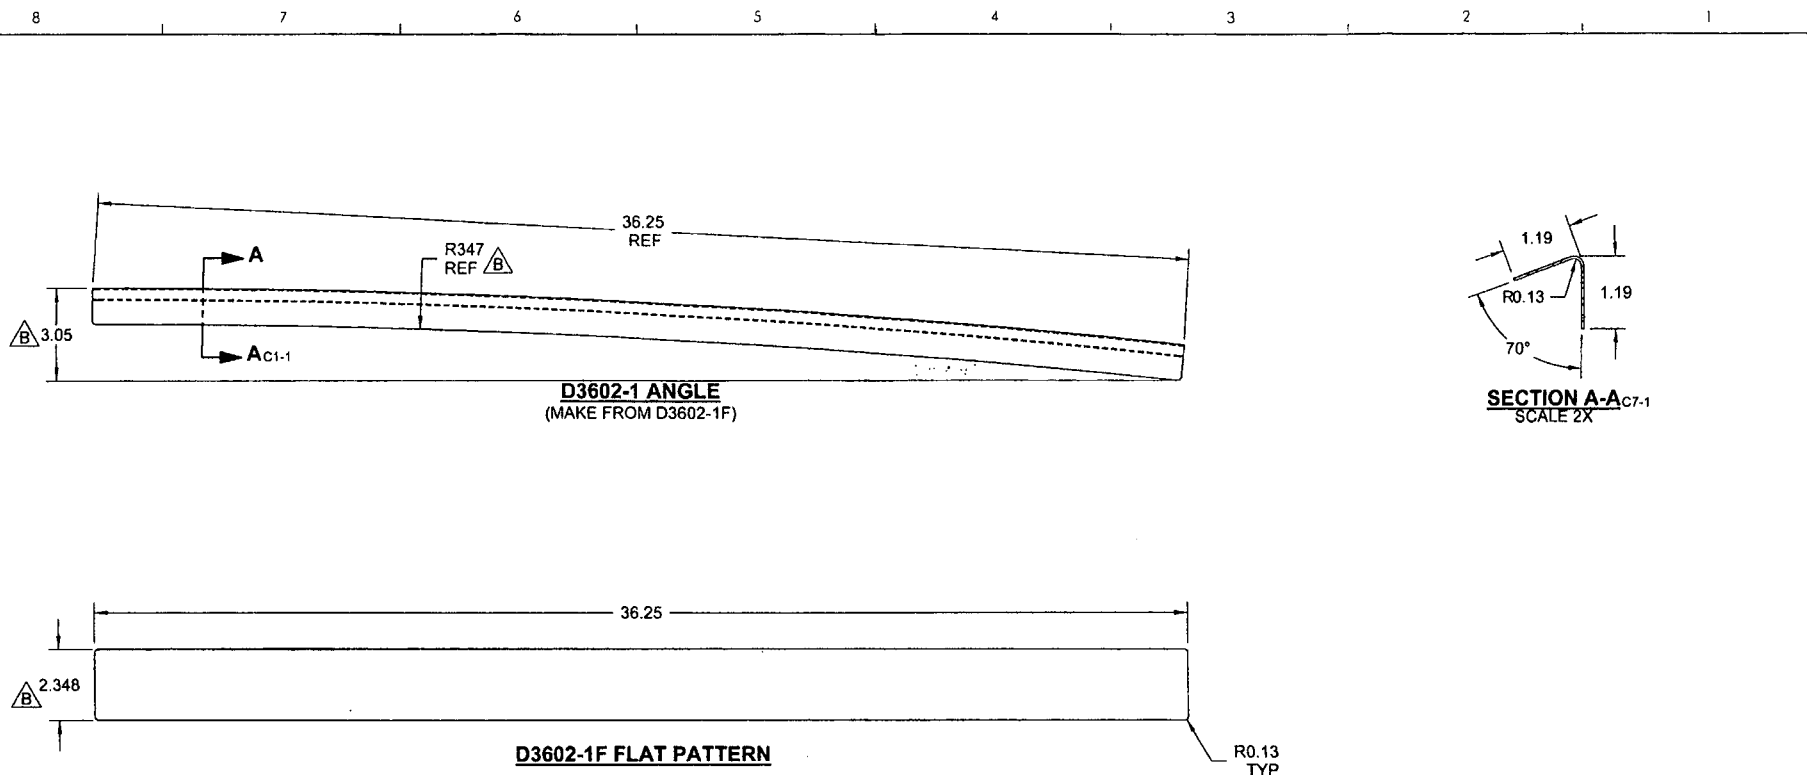 8 7 6 5 4 3 2 1
36.25
REF
A
R347
REF B
B 3.05
A C1-1
D3602-1 ANGLE
(MAKE FROM D3602-1F)
1.19
R0.13
1.19
70°
SECTION A-A C7-1
SCALE 2X
36.25
B 2.348
D3602-1F FLAT PATTERN
R0.13
TYP